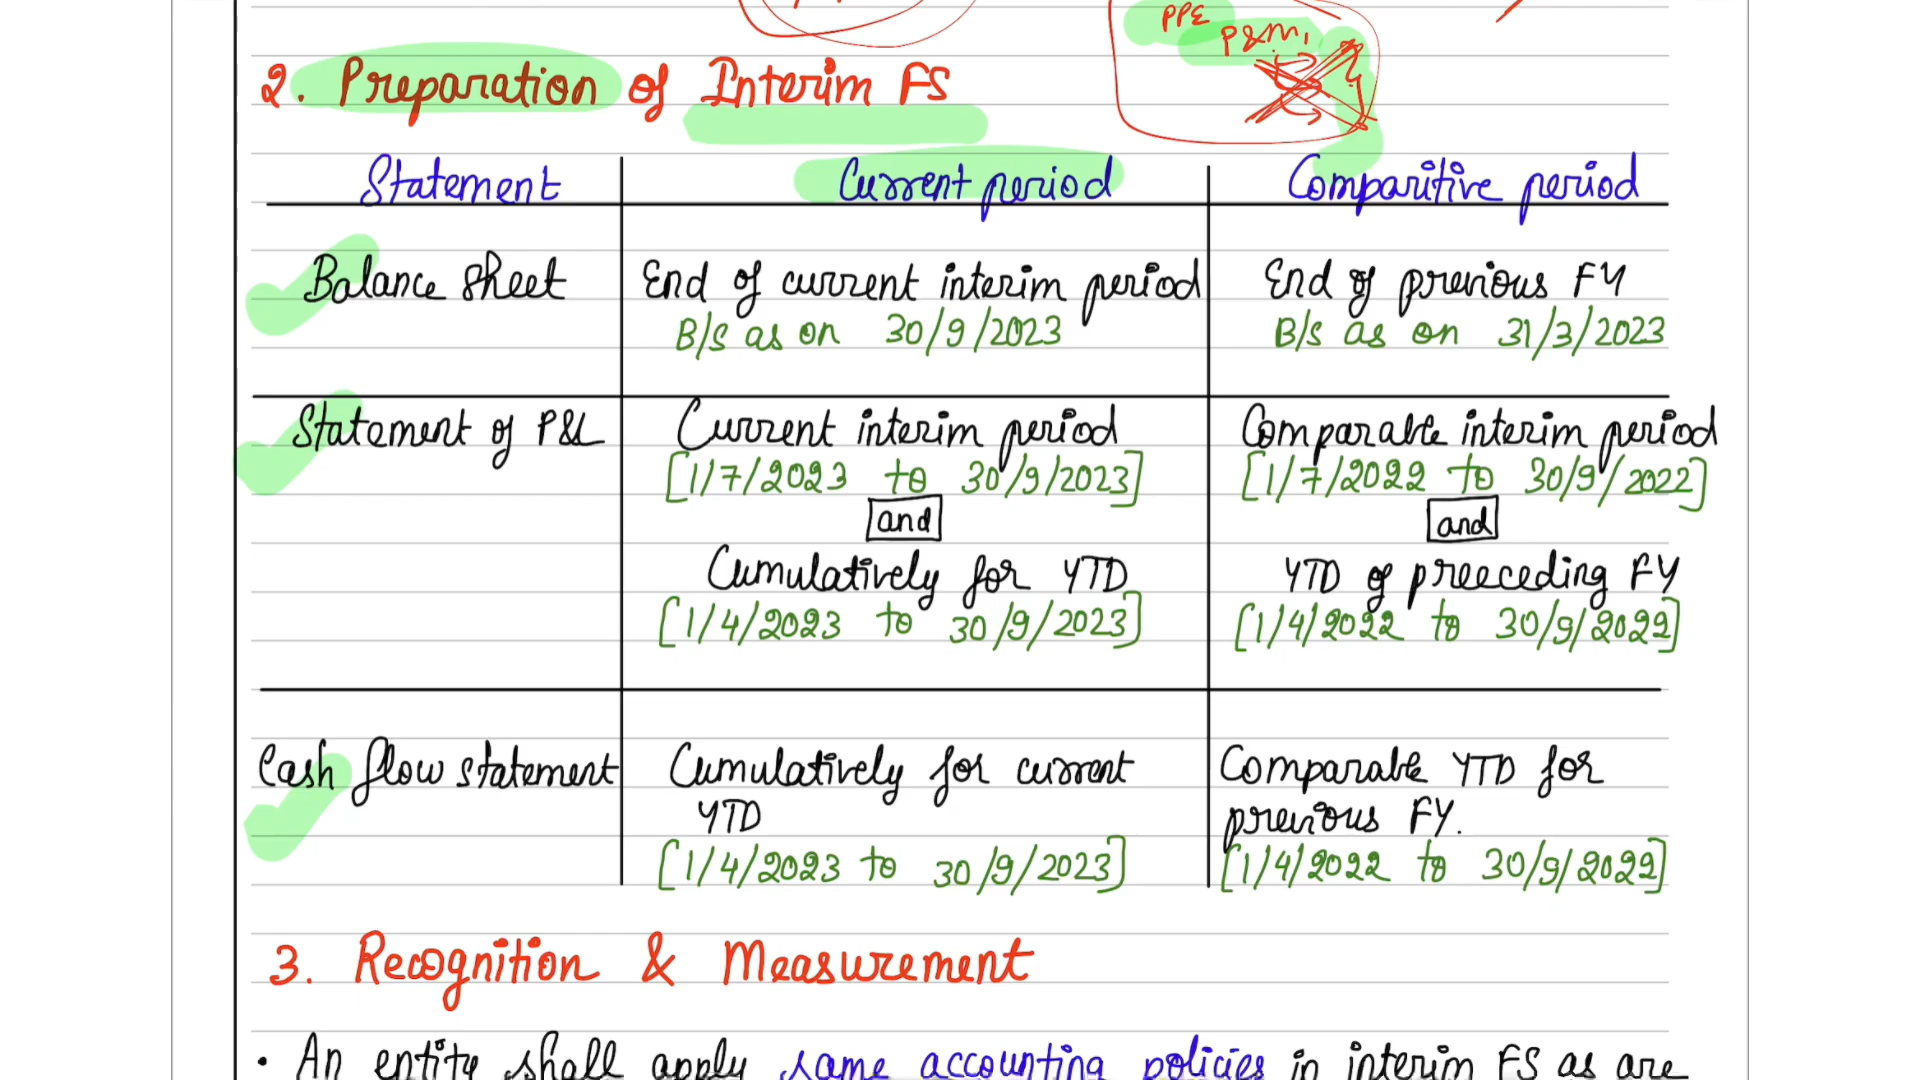 PPE
P&M,
2. Preparation of Interim FS
Statement Current period Comparitive period
Balance sheet End of current interim period End of previous FY
B/S as on 30/9/2023 B/S as on 31/3/2023
Statement of P&L Current interim period Comparable interim period
[1/7/2023 to 30/9/2023] [1/7/2022 to 30/9/2022]
and and
Cumulatively for YTD YTD of preeceding FY
[1/4/2023 to 30/9/2023] [1/4/2022 to 30/9/2022]
Cash flow statement Cumulatively for current Comparable YTD for
YTD previous FY.
[1/4/2023 to 30/9/2023] [1/4/2022 to 30/9/2022]
3. Recognition & Measurement
• An entity shall apply same accounting policies in interim FS as are